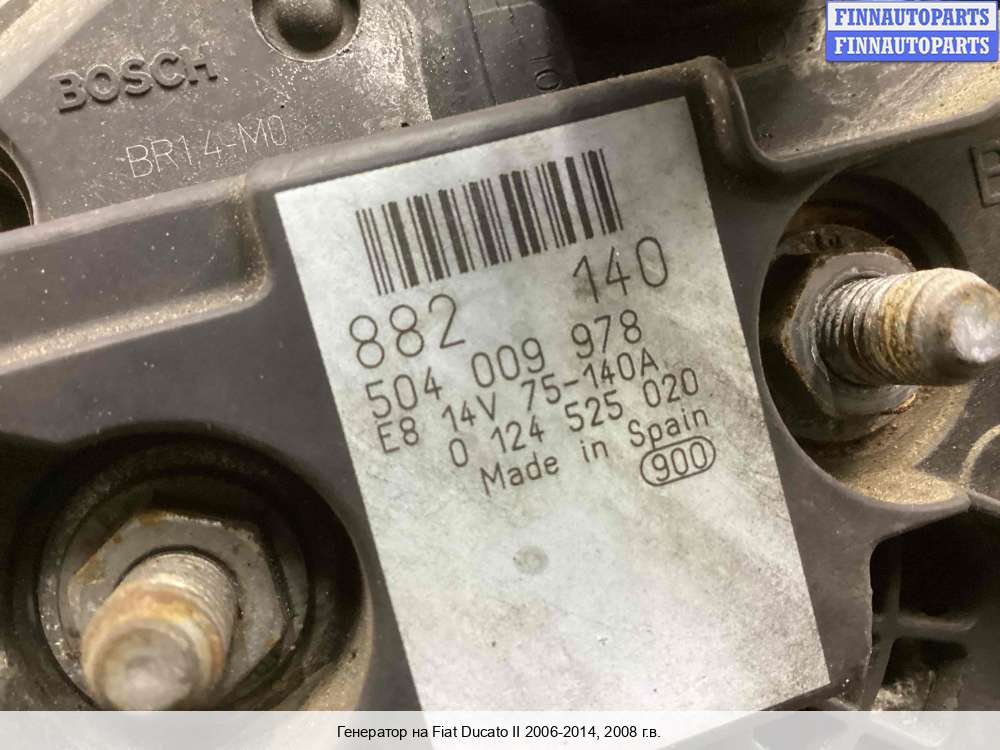 FINNAUTOPARTS
FINNAUTOPARTS
BOSCH
BR14-M0
882 140
504 009 978
E8 14V 75-140A
0 124 525 020
Made in Spain
900
Генератор на Fiat Ducato II 2006-2014, 2008 г.в.